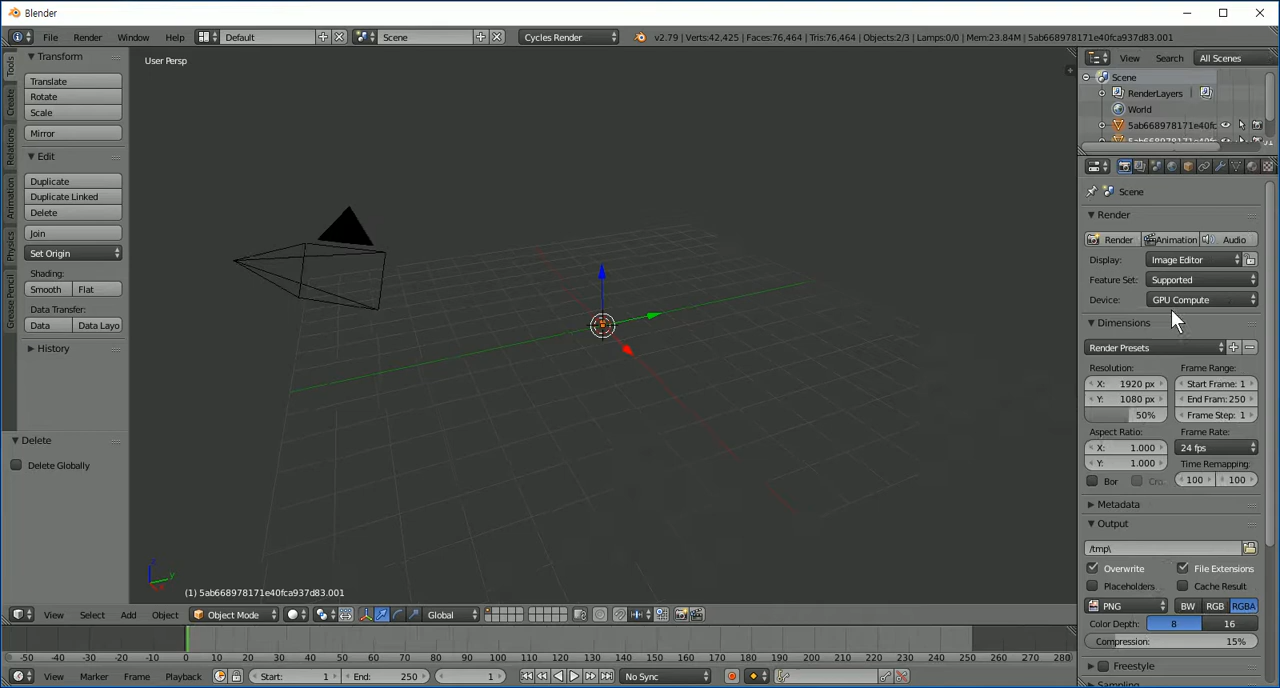 Blender
File Render Window Help Default Scene Cycles Render v2.79 | Verts:42,425 | Faces:76,464 | Tris:76,464 | Objects:2/3 | Lamps:0/0 | Mem:23.84M | 5ab668978171e40fca937d83.001
Tools
Create
Relations
Animation
Physics
Grease Pencil
Transform
Translate
Rotate
Scale
Mirror
Edit
Duplicate
Duplicate Linked
Delete
Join
Set Origin
Shading:
Smooth Flat
Data Transfer:
Data Data Layo
History
Delete
Delete Globally
User Persp
(1) 5ab668978171e40fca937d83.001
View Select Add Object Object Mode Global
-50 -40 -30 -20 -10 0 10 20 30 40 50 60 70 80 90 100 110 120 130 140 150 160 170 180 190 200 210 220 230 240 250 260 270 280
View Marker Frame Playback Start: 1 End: 250 1 No Sync
View Search All Scenes
Scene
RenderLayers
World
5ab668978171e40fc
Scene
Render
Render Animation Audio
Display: Image Editor
Feature Set: Supported
Device: GPU Compute
Dimensions
Render Presets
Resolution: Frame Range:
X: 1920 px Start Frame: 1
Y: 1080 px End Fram: 250
50% Frame Step: 1
Aspect Ratio: Frame Rate:
X: 1.000 24 fps
Y: 1.000 Time Remapping:
Bor Cro 100 100
Metadata
Output
/tmp\
Overwrite File Extensions
Placeholders Cache Result
PNG BW RGB RGBA
Color Depth: 8 16
Compression: 15%
Freestyle